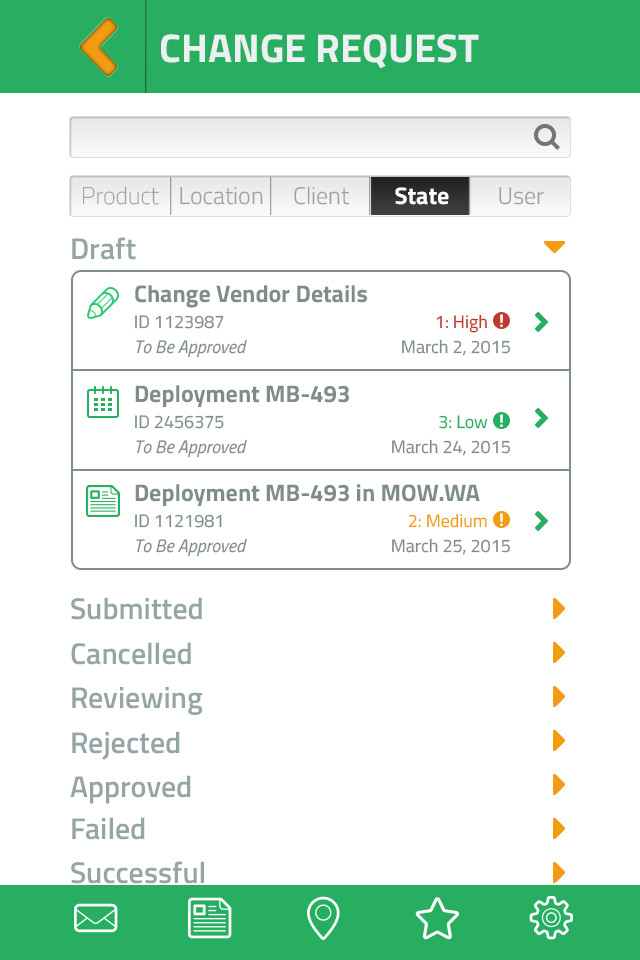 CHANGE REQUEST
Product Location Client State User
Draft
Change Vendor Details
ID 1123987 1: High
To Be Approved March 2, 2015
Deployment MB-493
ID 2456375 3: Low
To Be Approved March 24, 2015
Deployment MB-493 in MOW.WA
ID 1121981 2: Medium
To Be Approved March 25, 2015
Submitted
Cancelled
Reviewing
Rejected
Approved
Failed
Successful